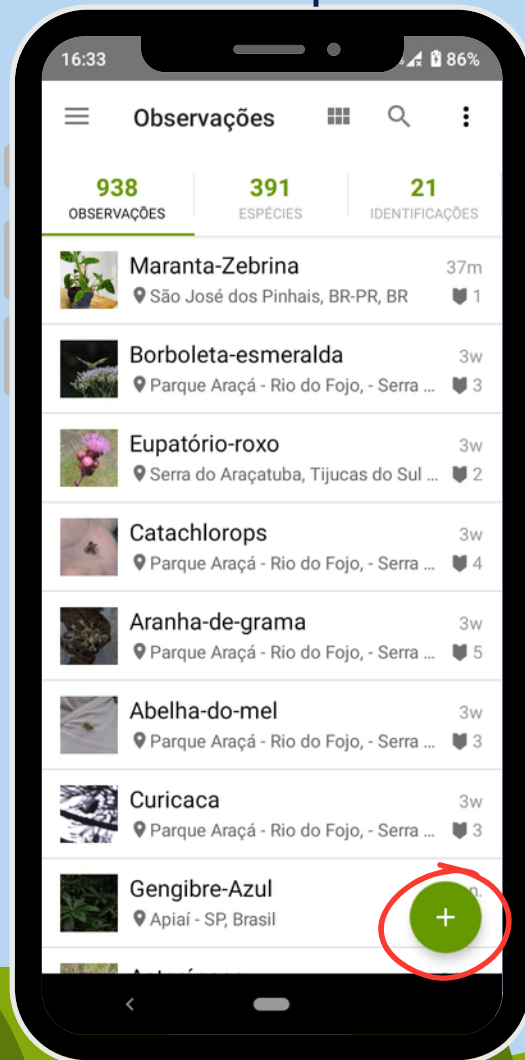 16:33
86%
Observações
938
OBSERVAÇÕES
391
ESPÉCIES
21
IDENTIFICAÇÕES
Maranta-Zebrina
37m
São José dos Pinhais, BR-PR, BR
1
Borboleta-esmeralda
3w
Parque Araçá - Rio do Fojo, - Serra ...
3
Eupatório-roxo
3w
Serra do Araçatuba, Tijucas do Sul ...
2
Catachlorops
3w
Parque Araçá - Rio do Fojo, - Serra ...
4
Aranha-de-grama
3w
Parque Araçá - Rio do Fojo, - Serra ...
5
Abelha-do-mel
3w
Parque Araçá - Rio do Fojo, - Serra ...
3
Curicaca
3w
Parque Araçá - Rio do Fojo, - Serra ...
3
Gengibre-Azul
Apiaí - SP, Brasil
+